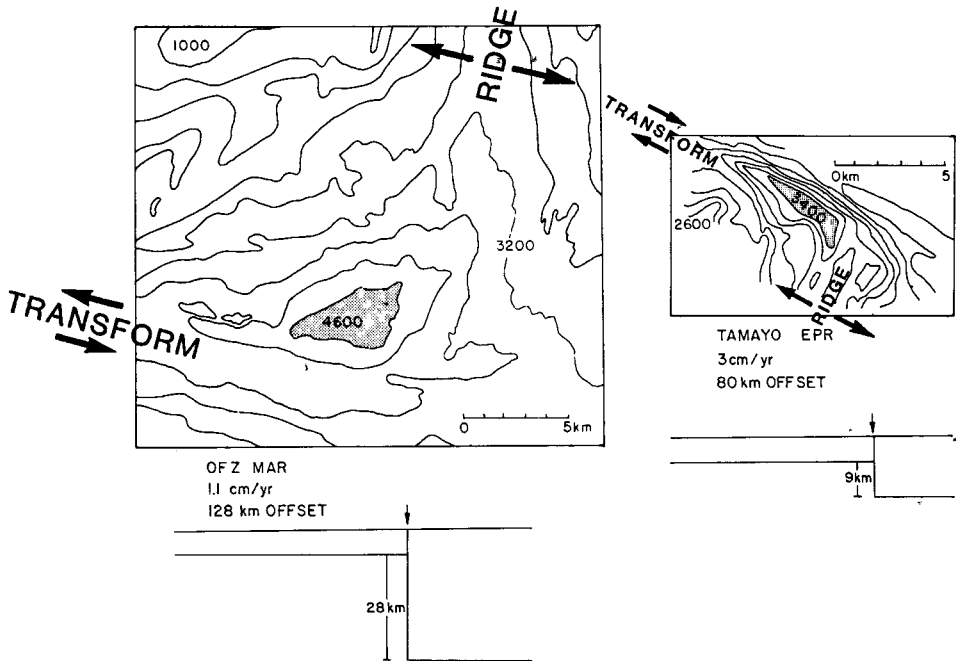 1000
RIDGE
3200
4600
TRANSFORM
0 5km
OFZ MAR
1.1 cm/yr
128 km OFFSET
28km
TRANSFORM
0km 5
3400
2600
RIDGE
TAMAYO EPR
3cm/yr
80km OFFSET
9km